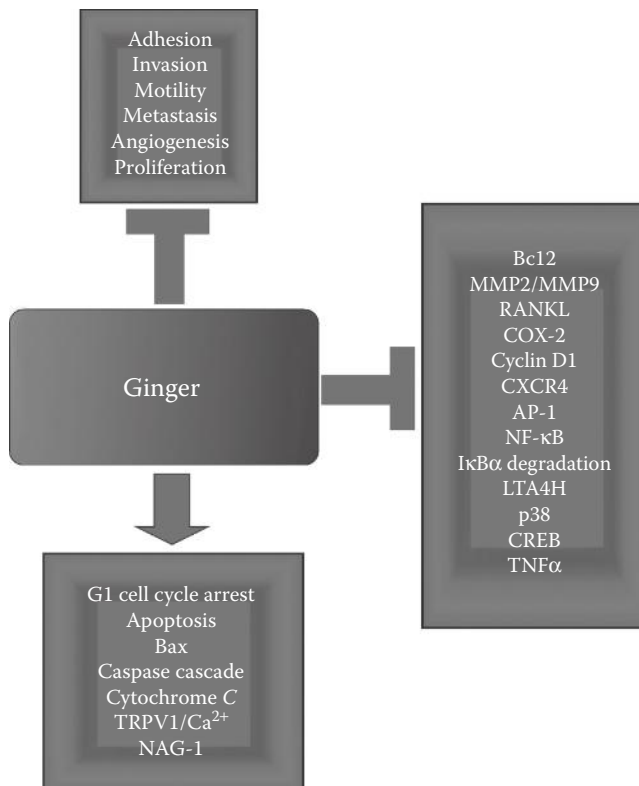 Adhesion
Invasion
Motility
Metastasis
Angiogenesis
Proliferation
Ginger
Bc12
MMP2/MMP9
RANKL
COX-2
Cyclin D1
CXCR4
AP-1
NF-κB
IκBα degradation
LTA4H
p38
CREB
TNFα
G1 cell cycle arrest
Apoptosis
Bax
Caspase cascade
Cytochrome C
TRPV1/Ca²⁺
NAG-1